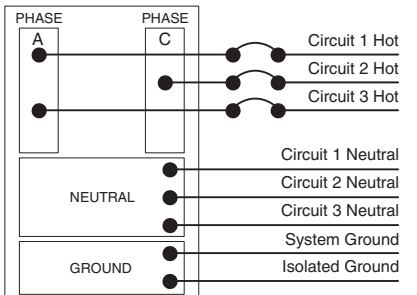 PHASE PHASE
A C
Circuit 1 Hot
Circuit 2 Hot
Circuit 3 Hot
Circuit 1 Neutral
Circuit 2 Neutral
NEUTRAL
Circuit 3 Neutral
System Ground
GROUND
Isolated Ground